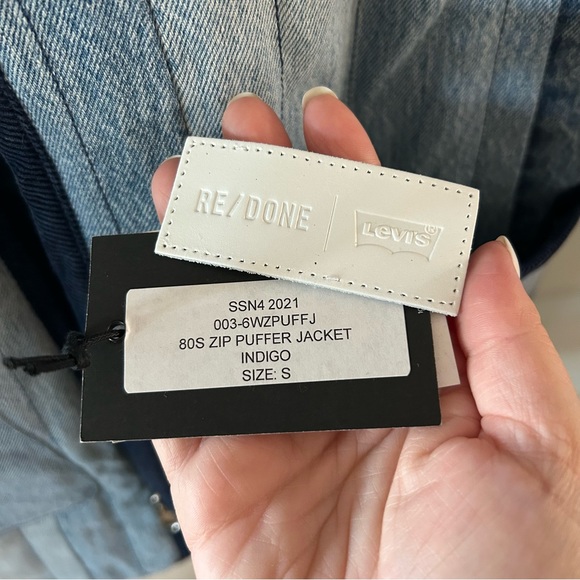 RE/DONE | Levi's®
SSN4 2021
003-6WZPUFFJ
80S ZIP PUFFER JACKET
INDIGO
SIZE: S